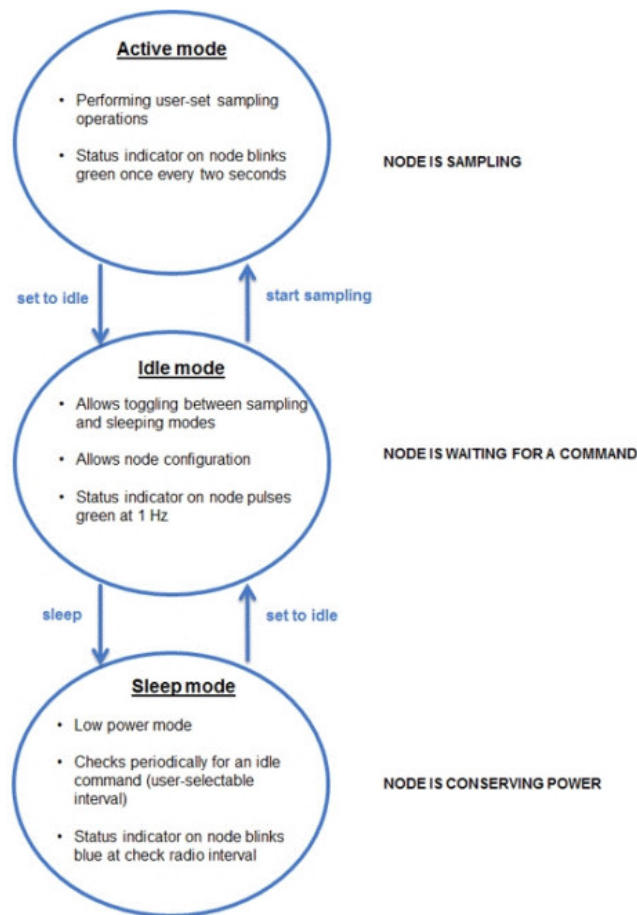 Active mode
• Performing user-set sampling
operations
• Status indicator on node blinks
green once every two seconds
NODE IS SAMPLING
set to idle
start sampling
Idle mode
• Allows toggling between sampling
and sleeping modes
• Allows node configuration
• Status indicator on node pulses
green at 1 Hz
NODE IS WAITING FOR A COMMAND
sleep
set to idle
Sleep mode
• Low power mode
• Checks periodically for an idle
command (user-selectable
interval)
• Status indicator on node blinks
blue at check radio interval
NODE IS CONSERVING POWER